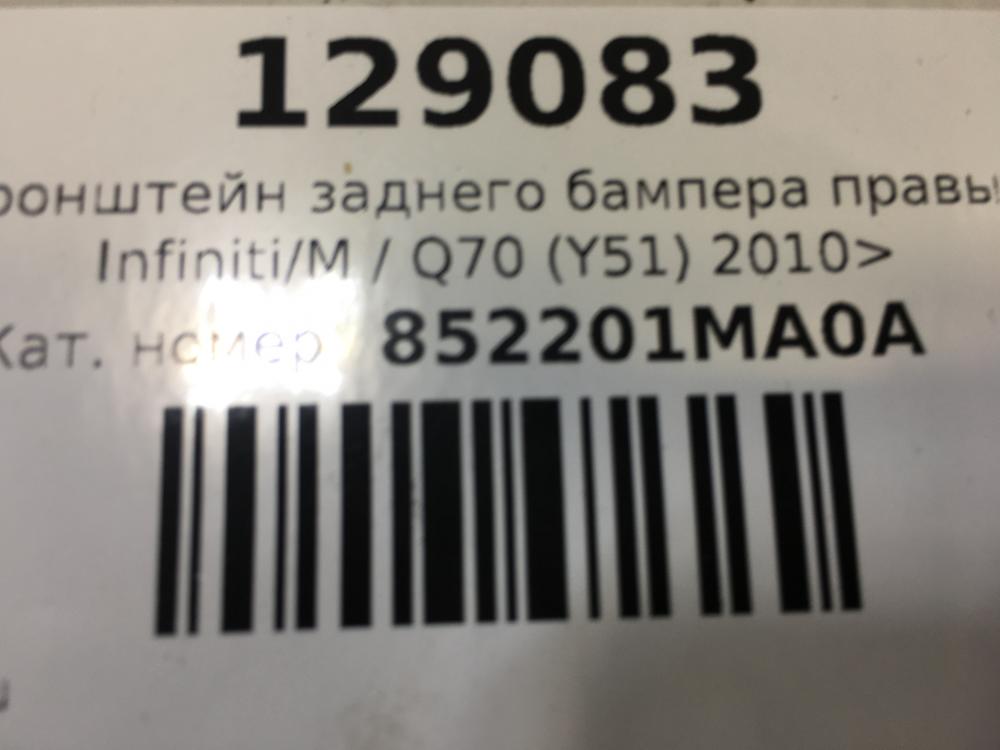 129083
ронштейн заднего бампера правы
Infiniti/M / Q70 (Y51) 2010>
Кат. номер 852201MA0A